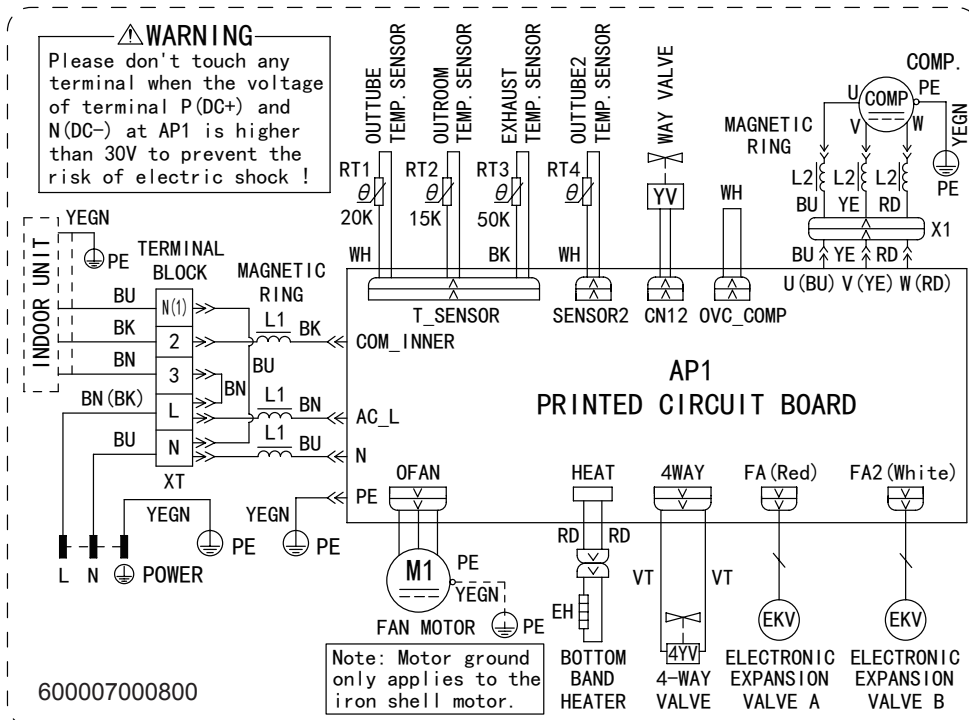 WARNING
Please don't touch any
terminal when the voltage
of terminal P(DC+) and
N(DC-) at AP1 is higher
than 30V to prevent the
risk of electric shock !
OUTTUBE
TEMP. SENSOR
OUTROOM
TEMP. SENSOR
EXHAUST
TEMP. SENSOR
OUTTUBE2
TEMP. SENSOR
WAY VALVE
COMP.
U
COMP
PE
V
W
YEGN
PE
MAGNETIC
RING
RT1
RT2
RT3
RT4
θ
θ
θ
θ
20K
15K
50K
YV
WH
L2
L2
L2
BU
YE
RD
X1
WH
BK
WH
BU
YE
RD
U(BU) V(YE) W(RD)
T_SENSOR
SENSOR2
CN12
OVC_COMP
INDOOR UNIT
YEGN
PE
TERMINAL
BLOCK
MAGNETIC
RING
BU
N(1)
L1
BK
BK
2
COM_INNER
BN
3
BU
BN
BN(BK)
L
L1
BN
AC_L
BU
N
L1
BU
N
XT
AP1
PRINTED CIRCUIT BOARD
PE
YEGN
PE
YEGN
PE
L N POWER
OFAN
HEAT
4WAY
FA(Red)
FA2(White)
M1
PE
YEGN
PE
FAN MOTOR
RD
RD
EH
VT
VT
4YV
EKV
EKV
BOTTOM
BAND
HEATER
4-WAY
VALVE
ELECTRONIC
EXPANSION
VALVE A
ELECTRONIC
EXPANSION
VALVE B
Note: Motor ground
only applies to the
iron shell motor.
600007000800